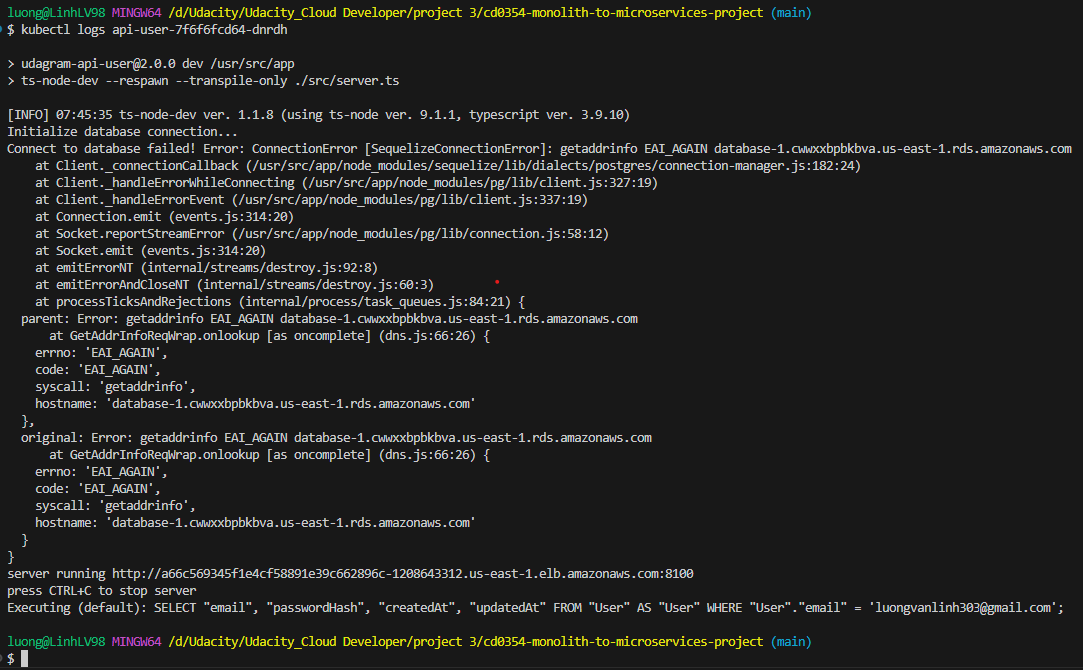 luong@LinhLV98 MINGW64 /d/Udacity/Udacity_Cloud Developer/project 3/cd0354-monolith-to-microservices-project (main)
$ kubectl logs api-user-7f6f6fcd64-dnrdh
> udagram-api-user@2.0.0 dev /usr/src/app
> ts-node-dev --respawn --transpile-only ./src/server.ts
[INFO] 07:45:35 ts-node-dev ver. 1.1.8 (using ts-node ver. 9.1.1, typescript ver. 3.9.10)
Initialize database connection...
Connect to database failed! Error: ConnectionError [SequelizeConnectionError]: getaddrinfo EAI_AGAIN database-1.cwwxxbpbkbva.us-east-1.rds.amazonaws.com
    at Client._connectionCallback (/usr/src/app/node_modules/sequelize/lib/dialects/postgres/connection-manager.js:182:24)
    at Client._handleErrorWhileConnecting (/usr/src/app/node_modules/pg/lib/client.js:327:19)
    at Client._handleErrorEvent (/usr/src/app/node_modules/pg/lib/client.js:337:19)
    at Connection.emit (events.js:314:20)
    at Socket.reportStreamError (/usr/src/app/node_modules/pg/lib/connection.js:58:12)
    at Socket.emit (events.js:314:20)
    at emitErrorNT (internal/streams/destroy.js:92:8)
    at emitErrorAndCloseNT (internal/streams/destroy.js:60:3)
    at processTicksAndRejections (internal/process/task_queues.js:84:21) {
  parent: Error: getaddrinfo EAI_AGAIN database-1.cwwxxbpbkbva.us-east-1.rds.amazonaws.com
      at GetAddrInfoReqWrap.onlookup [as oncomplete] (dns.js:66:26) {
    errno: 'EAI_AGAIN',
    code: 'EAI_AGAIN',
    syscall: 'getaddrinfo',
    hostname: 'database-1.cwwxxbpbkbva.us-east-1.rds.amazonaws.com'
  },
  original: Error: getaddrinfo EAI_AGAIN database-1.cwwxxbpbkbva.us-east-1.rds.amazonaws.com
      at GetAddrInfoReqWrap.onlookup [as oncomplete] (dns.js:66:26) {
    errno: 'EAI_AGAIN',
    code: 'EAI_AGAIN',
    syscall: 'getaddrinfo',
    hostname: 'database-1.cwwxxbpbkbva.us-east-1.rds.amazonaws.com'
  }
}
server running http://a66c569345f1e4cf58891e39c662896c-1208643312.us-east-1.elb.amazonaws.com:8100
press CTRL+C to stop server
Executing (default): SELECT "email", "passwordHash", "createdAt", "updatedAt" FROM "User" AS "User" WHERE "User"."email" = 'luongvanlinh303@gmail.com';
luong@LinhLV98 MINGW64 /d/Udacity/Udacity_Cloud Developer/project 3/cd0354-monolith-to-microservices-project (main)
$